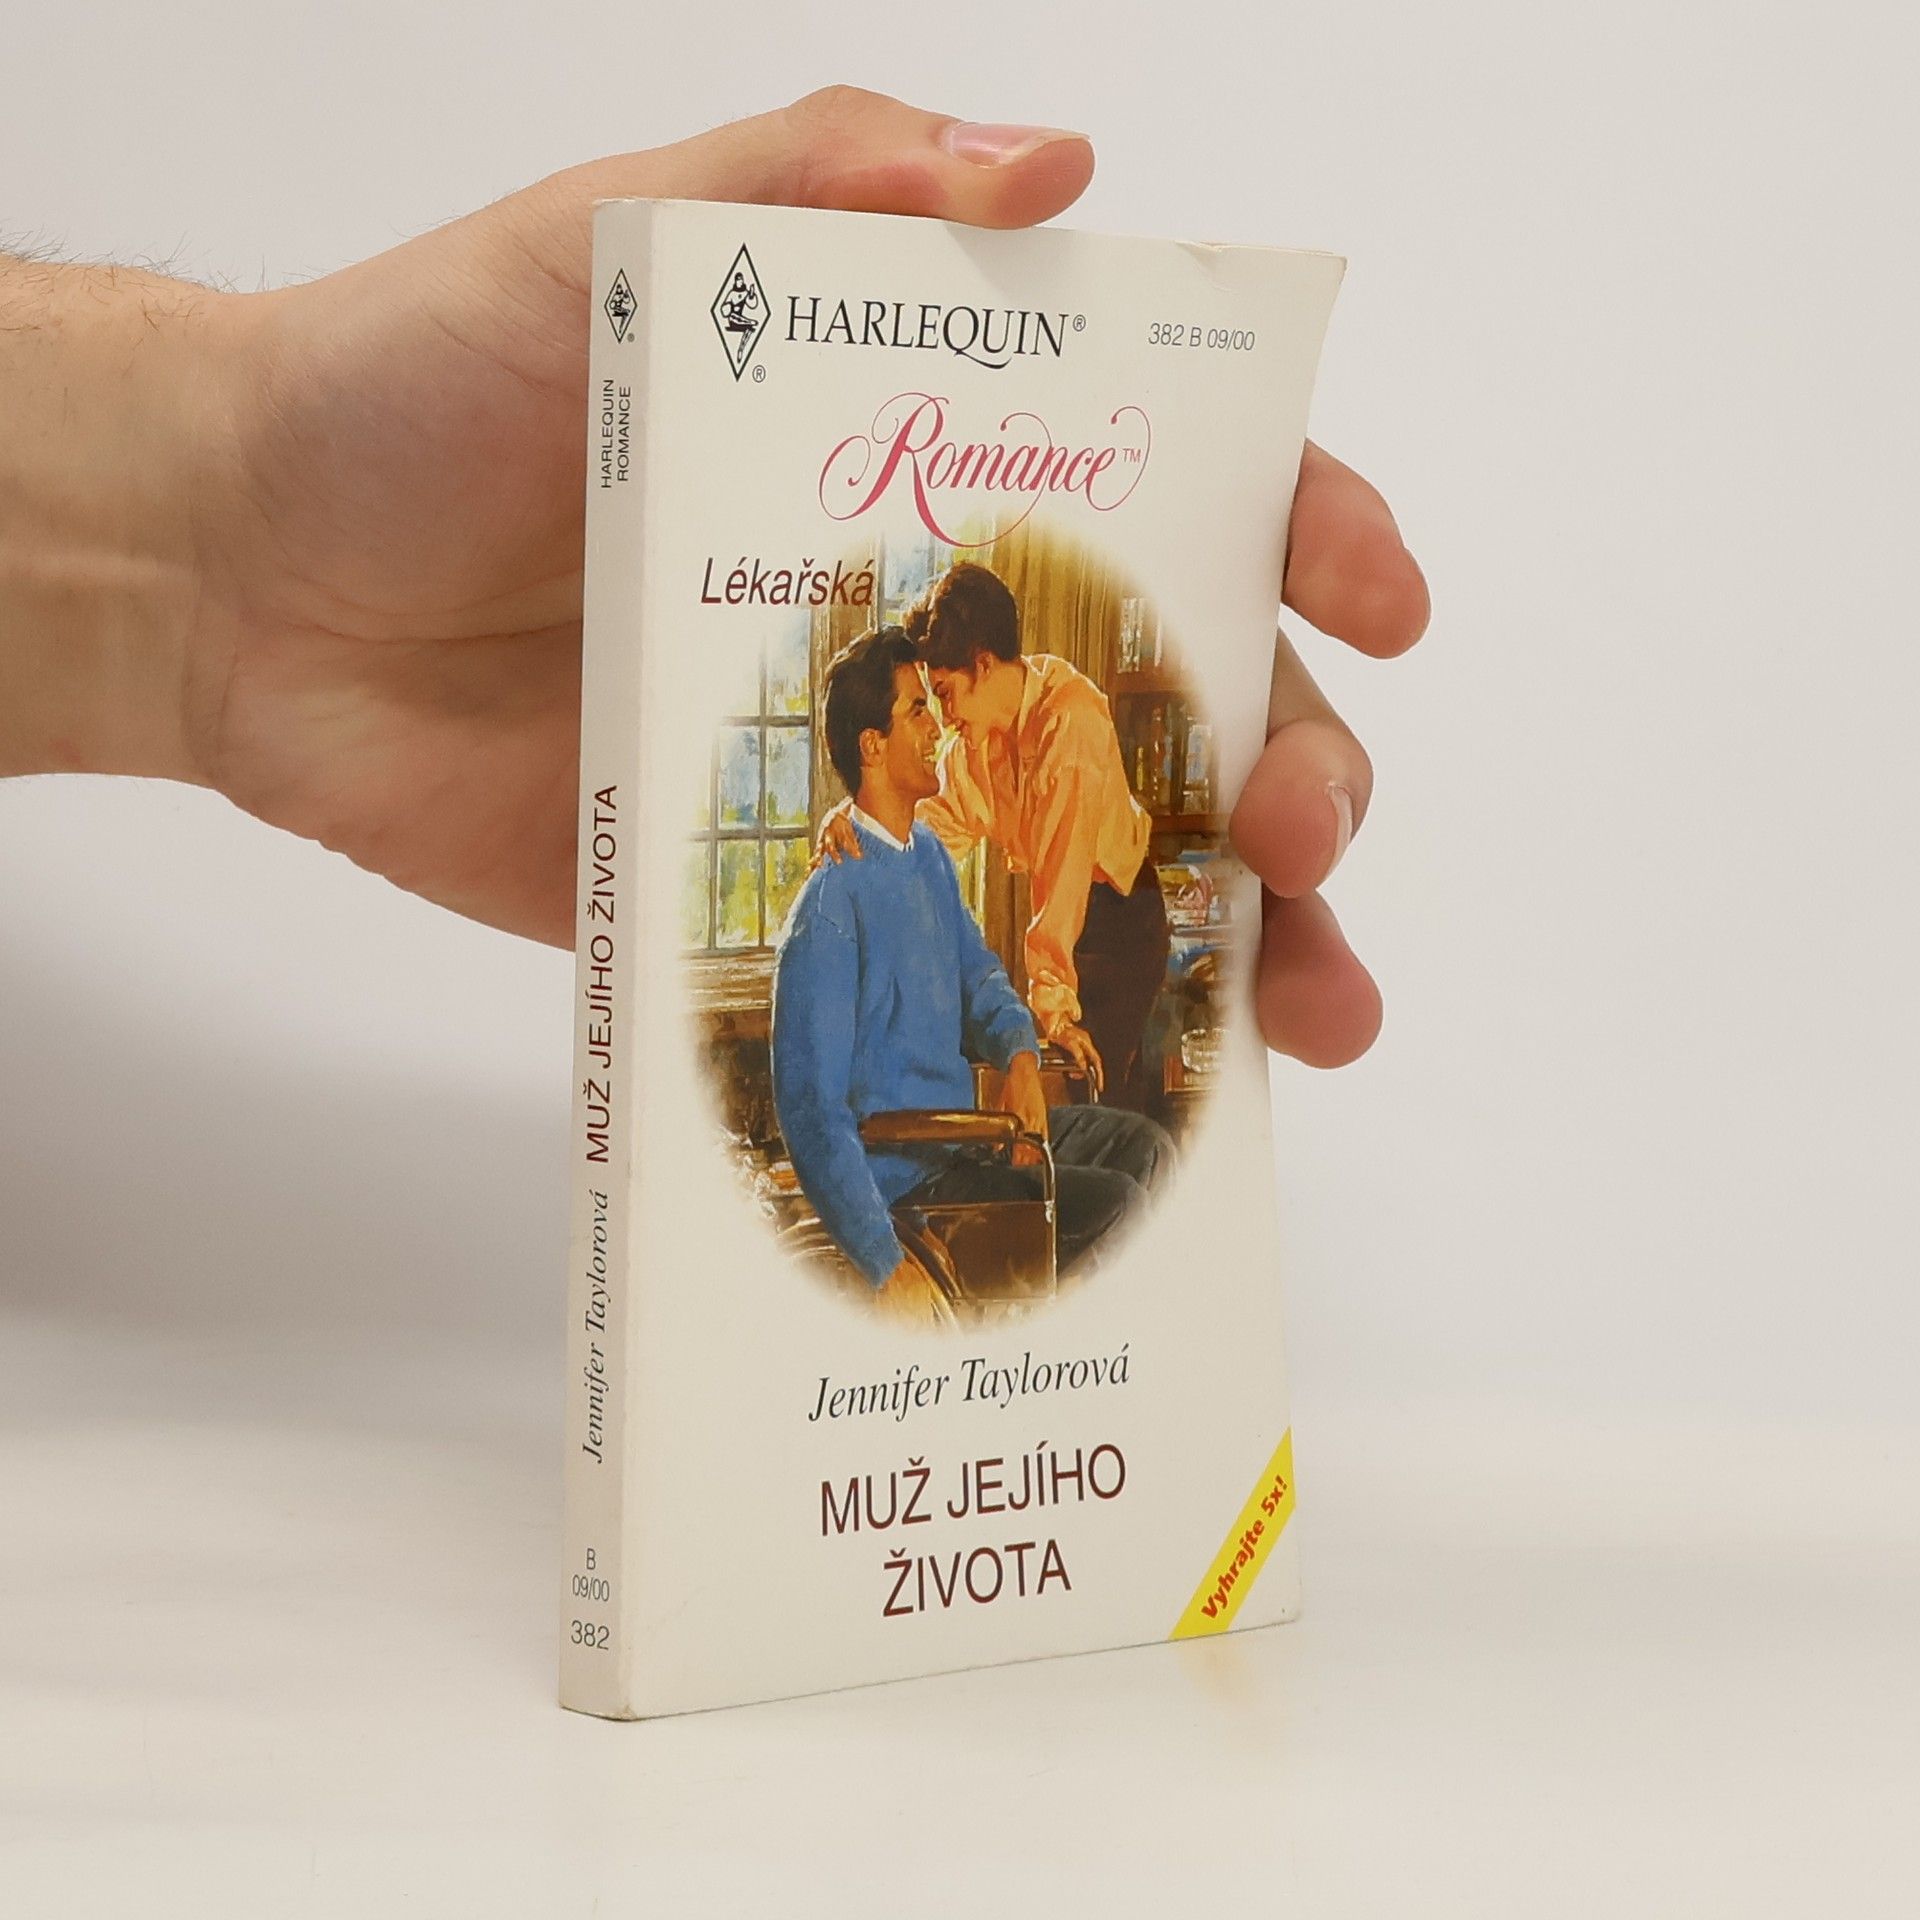 HARLEQUIN®
382 B 09/00
Romance™
Lékařská
Jennifer Taylorová
MUŽ JEJÍHO
ŽIVOTA
Vyhrajte 5x!
®
®
HARLEQUIN
ROMANCE
Jennifer Taylorová MUŽ JEJÍHO ŽIVOTA
B
09/00
382